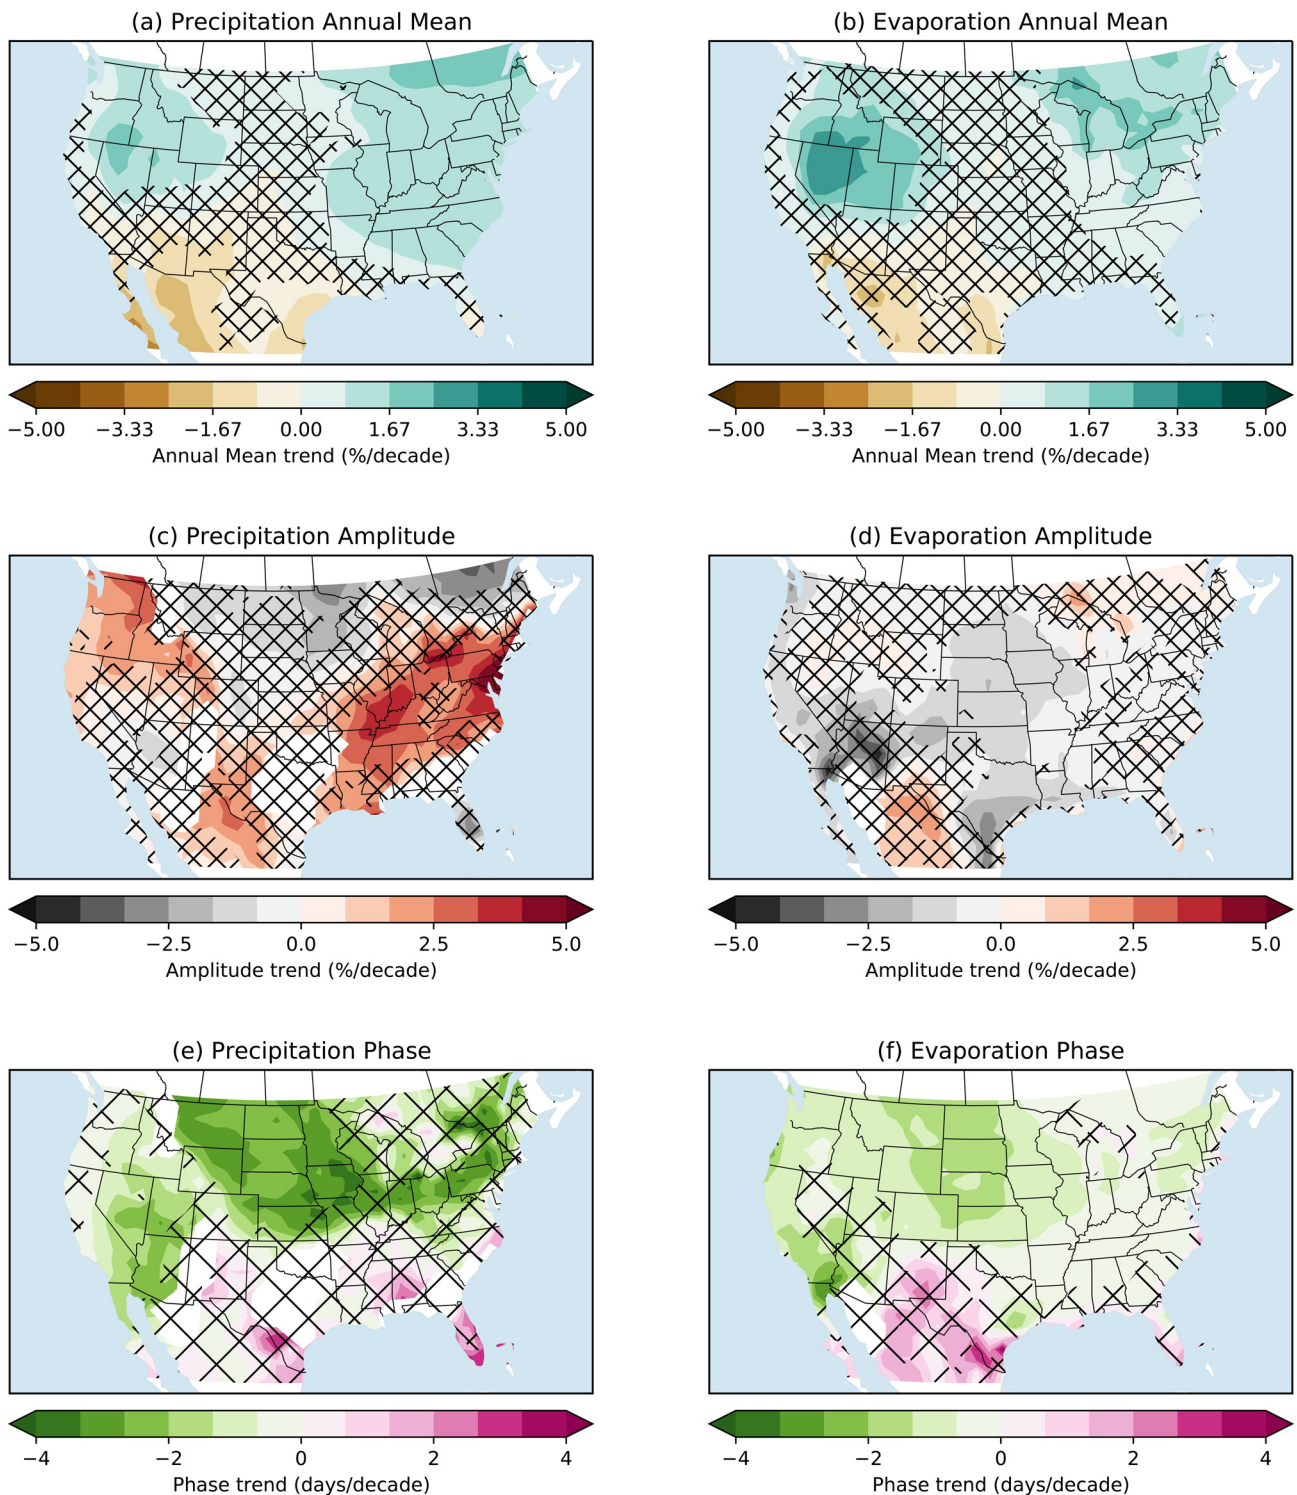 (a) Precipitation Annual Mean
(b) Evaporation Annual Mean
−5.00 −3.33 −1.67 0.00 1.67 3.33 5.00
Annual Mean trend (%/decade)
−5.00 −3.33 −1.67 0.00 1.67 3.33 5.00
Annual Mean trend (%/decade)
(c) Precipitation Amplitude
(d) Evaporation Amplitude
−5.0 −2.5 0.0 2.5 5.0
Amplitude trend (%/decade)
−5.0 −2.5 0.0 2.5 5.0
Amplitude trend (%/decade)
(e) Precipitation Phase
(f) Evaporation Phase
−4 −2 0 2 4
Phase trend (days/decade)
−4 −2 0 2 4
Phase trend (days/decade)